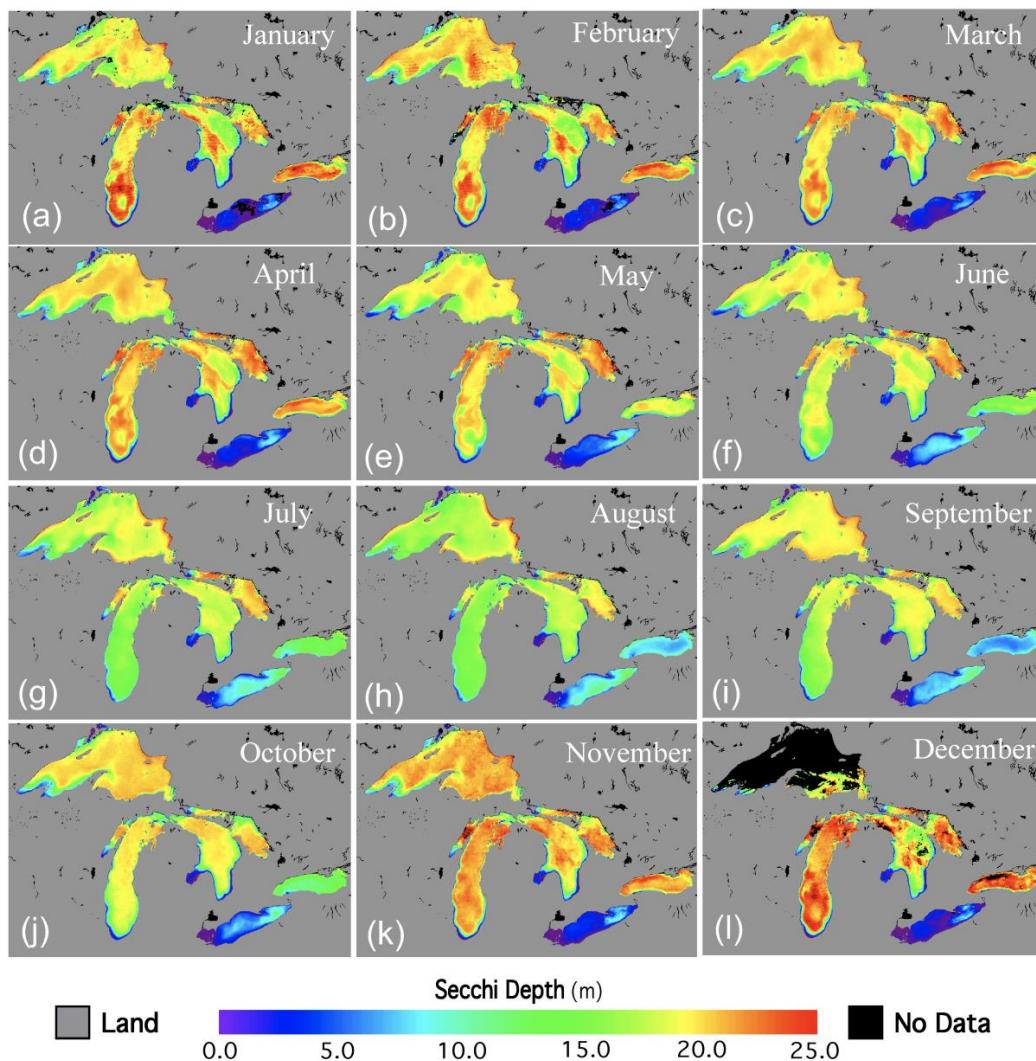 January
February
March
(a)
(b)
(c)
April
May
June
(d)
(e)
(f)
July
August
September
(g)
(h)
(i)
October
November
December
(j)
(k)
(l)
Secchi Depth (m)
Land
No Data
0.0 5.0 10.0 15.0 20.0 25.0